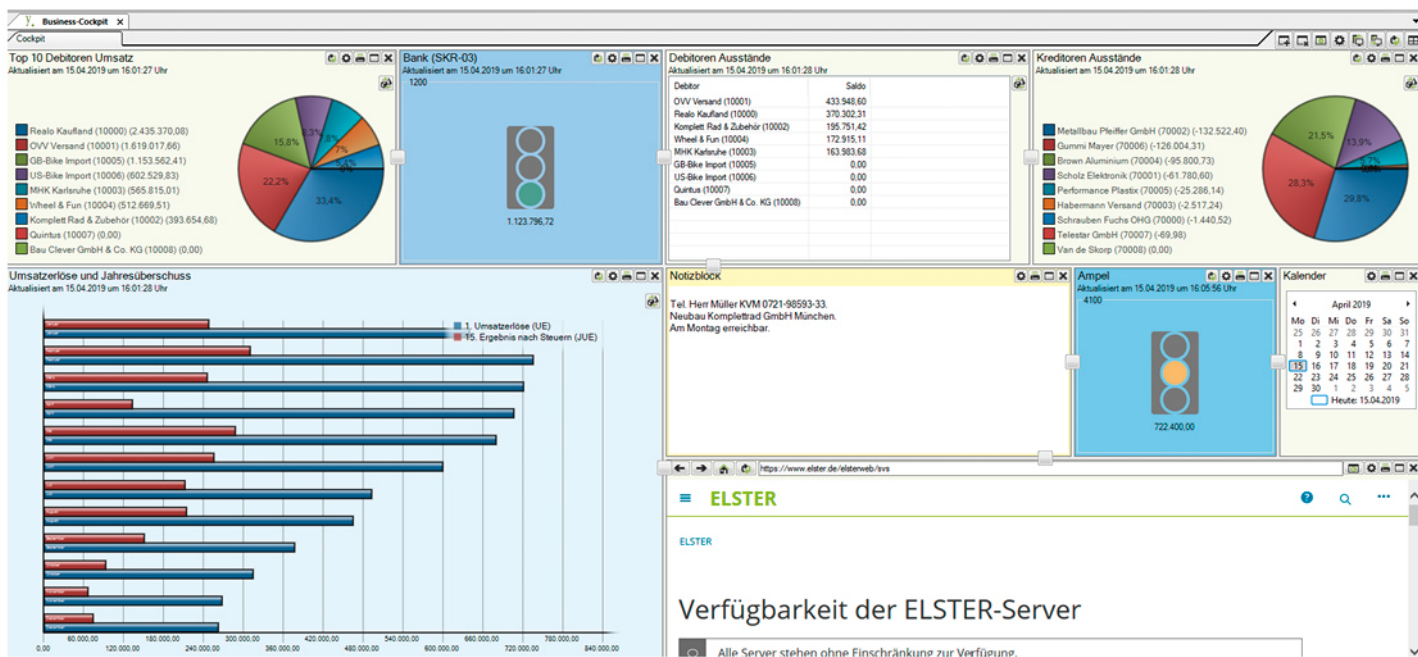 Business-Cockpit
Cockpit
Top 10 Debitoren Umsatz
Aktualisiert am 15.04.2019 um 16:01:27 Uhr
Realo Kaufland (10000) (2.435.370,08)
OVV Versand (10001) (1.619.017,66)
GB-Bike Import (10005) (1.153.562,41)
US-Bike Import (10006) (602.529,83)
MHK Karlsruhe (10003) (565.815,01)
Wheel & Fun (10004) (512.669,51)
Komplett Rad & Zubehör (10002) (393.654,68)
Quintus (10007) (0,00)
Bau Clever GmbH & Co. KG (10008) (0,00)
15,8%
22,2%
33,4%
Bank (SKR-03)
Aktualisiert am 15.04.2019 um 16:01:27 Uhr
1200
1.123.796,72
Debitoren Ausstände
Aktualisiert am 15.04.2019 um 16:01:28 Uhr
Debitor Saldo
OVV Versand (10001) 433.948,60
Realo Kaufland (10000) 370.302,31
Komplett Rad & Zubehör (10002) 195.751,42
Wheel & Fun (10004) 172.915,11
MHK Karlsruhe (10003) 163.983,68
GB-Bike Import (10005) 0,00
US-Bike Import (10006) 0,00
Quintus (10007) 0,00
Bau Clever GmbH & Co. KG (10008) 0,00
Kreditoren Ausstände
Aktualisiert am 15.04.2019 um 16:01:28 Uhr
Metallbau Pfeiffer GmbH (70002) (-132.522,40)
Gummi Mayer (70006) (-126.004,31)
Brown Aluminium (70004) (-95.800,73)
Scholz Elektronik (70001) (-61.780,60)
Performance Plastix (70005) (-25.286,14)
Habermann Versand (70003) (-2.517,24)
Schrauben Fuchs OHG (70000) (-1.440,52)
Telestar GmbH (70007) (-69,98)
Van de Skorp (70008) (0,00)
21,5%
13,9%
5,7%
28,3%
29,8%
Umsatzerlöse und Jahresüberschuss
Aktualisiert am 15.04.2019 um 16:01:28 Uhr
1. Umsatzerlöse (UE)
15. Ergebnis nach Steuern (JUE)
60.000,00 180.000,00 300.000,00 420.000,00 540.000,00 660.000,00 780.000,00
0,00 120.000,00 240.000,00 360.000,00 480.000,00 600.000,00 720.000,00 840.000,00
Notizblock
Tel. Herr Müller KVM 0721-98593-33.
Neubau Komplettrad GmbH München.
Am Montag erreichbar.
Ampel
Aktualisiert am 15.04.2019 um 16:05:56 Uhr
4100
722.400,00
Kalender
April 2019
Mo Di Mi Do Fr Sa So
25 26 27 28 29 30 31
1 2 3 4 5 6 7
8 9 10 11 12 13 14
15 16 17 18 19 20 21
22 23 24 25 26 27 28
29 30 1 2 3 4 5
Heute: 15.04.2019
https://www.elster.de/elsterweb/svs
ELSTER
ELSTER
Verfügbarkeit der ELSTER-Server
Alle Server stehen ohne Einschränkung zur Verfügung.